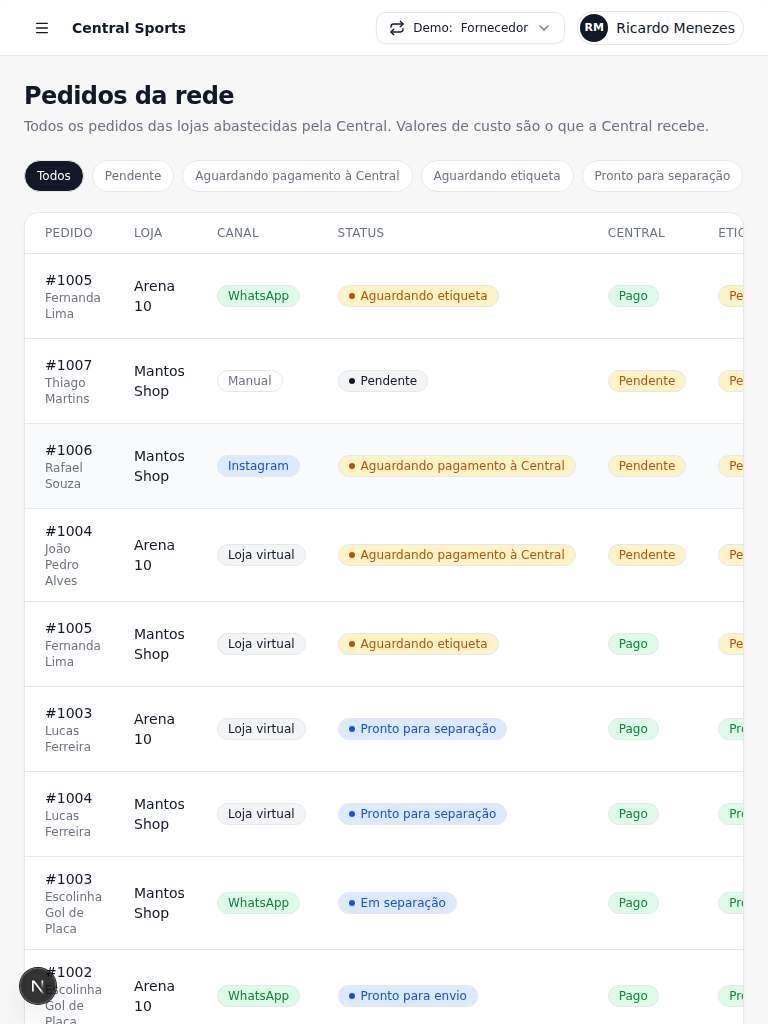 Central Sports
Demo: Fornecedor
RM Ricardo Menezes
Pedidos da rede
Todos os pedidos das lojas abastecidas pela Central. Valores de custo são o que a Central recebe.
Todos Pendente Aguardando pagamento à Central Aguardando etiqueta Pronto para separação
PEDIDO LOJA CANAL STATUS CENTRAL
#1005
Fernanda
Lima
Arena
10
WhatsApp
Aguardando etiqueta
Pago
Pe
#1007
Thiago
Martins
Mantos
Shop
Manual
Pendente
Pendente
Pe
#1006
Rafael
Souza
Mantos
Shop
Instagram
Aguardando pagamento à Central
Pendente
Pe
#1004
João
Pedro
Alves
Arena
10
Loja virtual
Aguardando pagamento à Central
Pendente
Pe
#1005
Fernanda
Lima
Mantos
Shop
Loja virtual
Aguardando etiqueta
Pago
Pe
#1003
Lucas
Ferreira
Arena
10
Loja virtual
Pronto para separação
Pago
#1004
Lucas
Ferreira
Mantos
Shop
Loja virtual
Pronto para separação
Pago
#1003
Escolinha
Gol de
Placa
Mantos
Shop
WhatsApp
Em separação
Pago
#1002
Escolinha
Gol de
Placa
Arena
10
WhatsApp
Pronto para envio
Pago
N